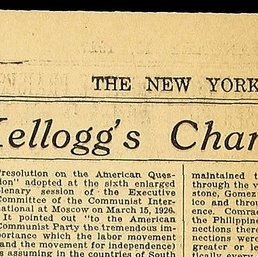 THE NEW YORK
Kellogg's Char
resolution on the American Ques-
ion" adopted at the sixth enlarged
plenary session of the Executive
Committee of the Communist Inter-
national at Moscow on March 15, 1926.
It pointed out "to the American
Communist Party the tremendous im-
portance which the labor movement
and the movement for independence)
is assuming in the countries of South
maintained t
through the v
stone, Gomez
ico and throu
ence. Comra
the Philippine
nections there
nections were
greater or le
tically every